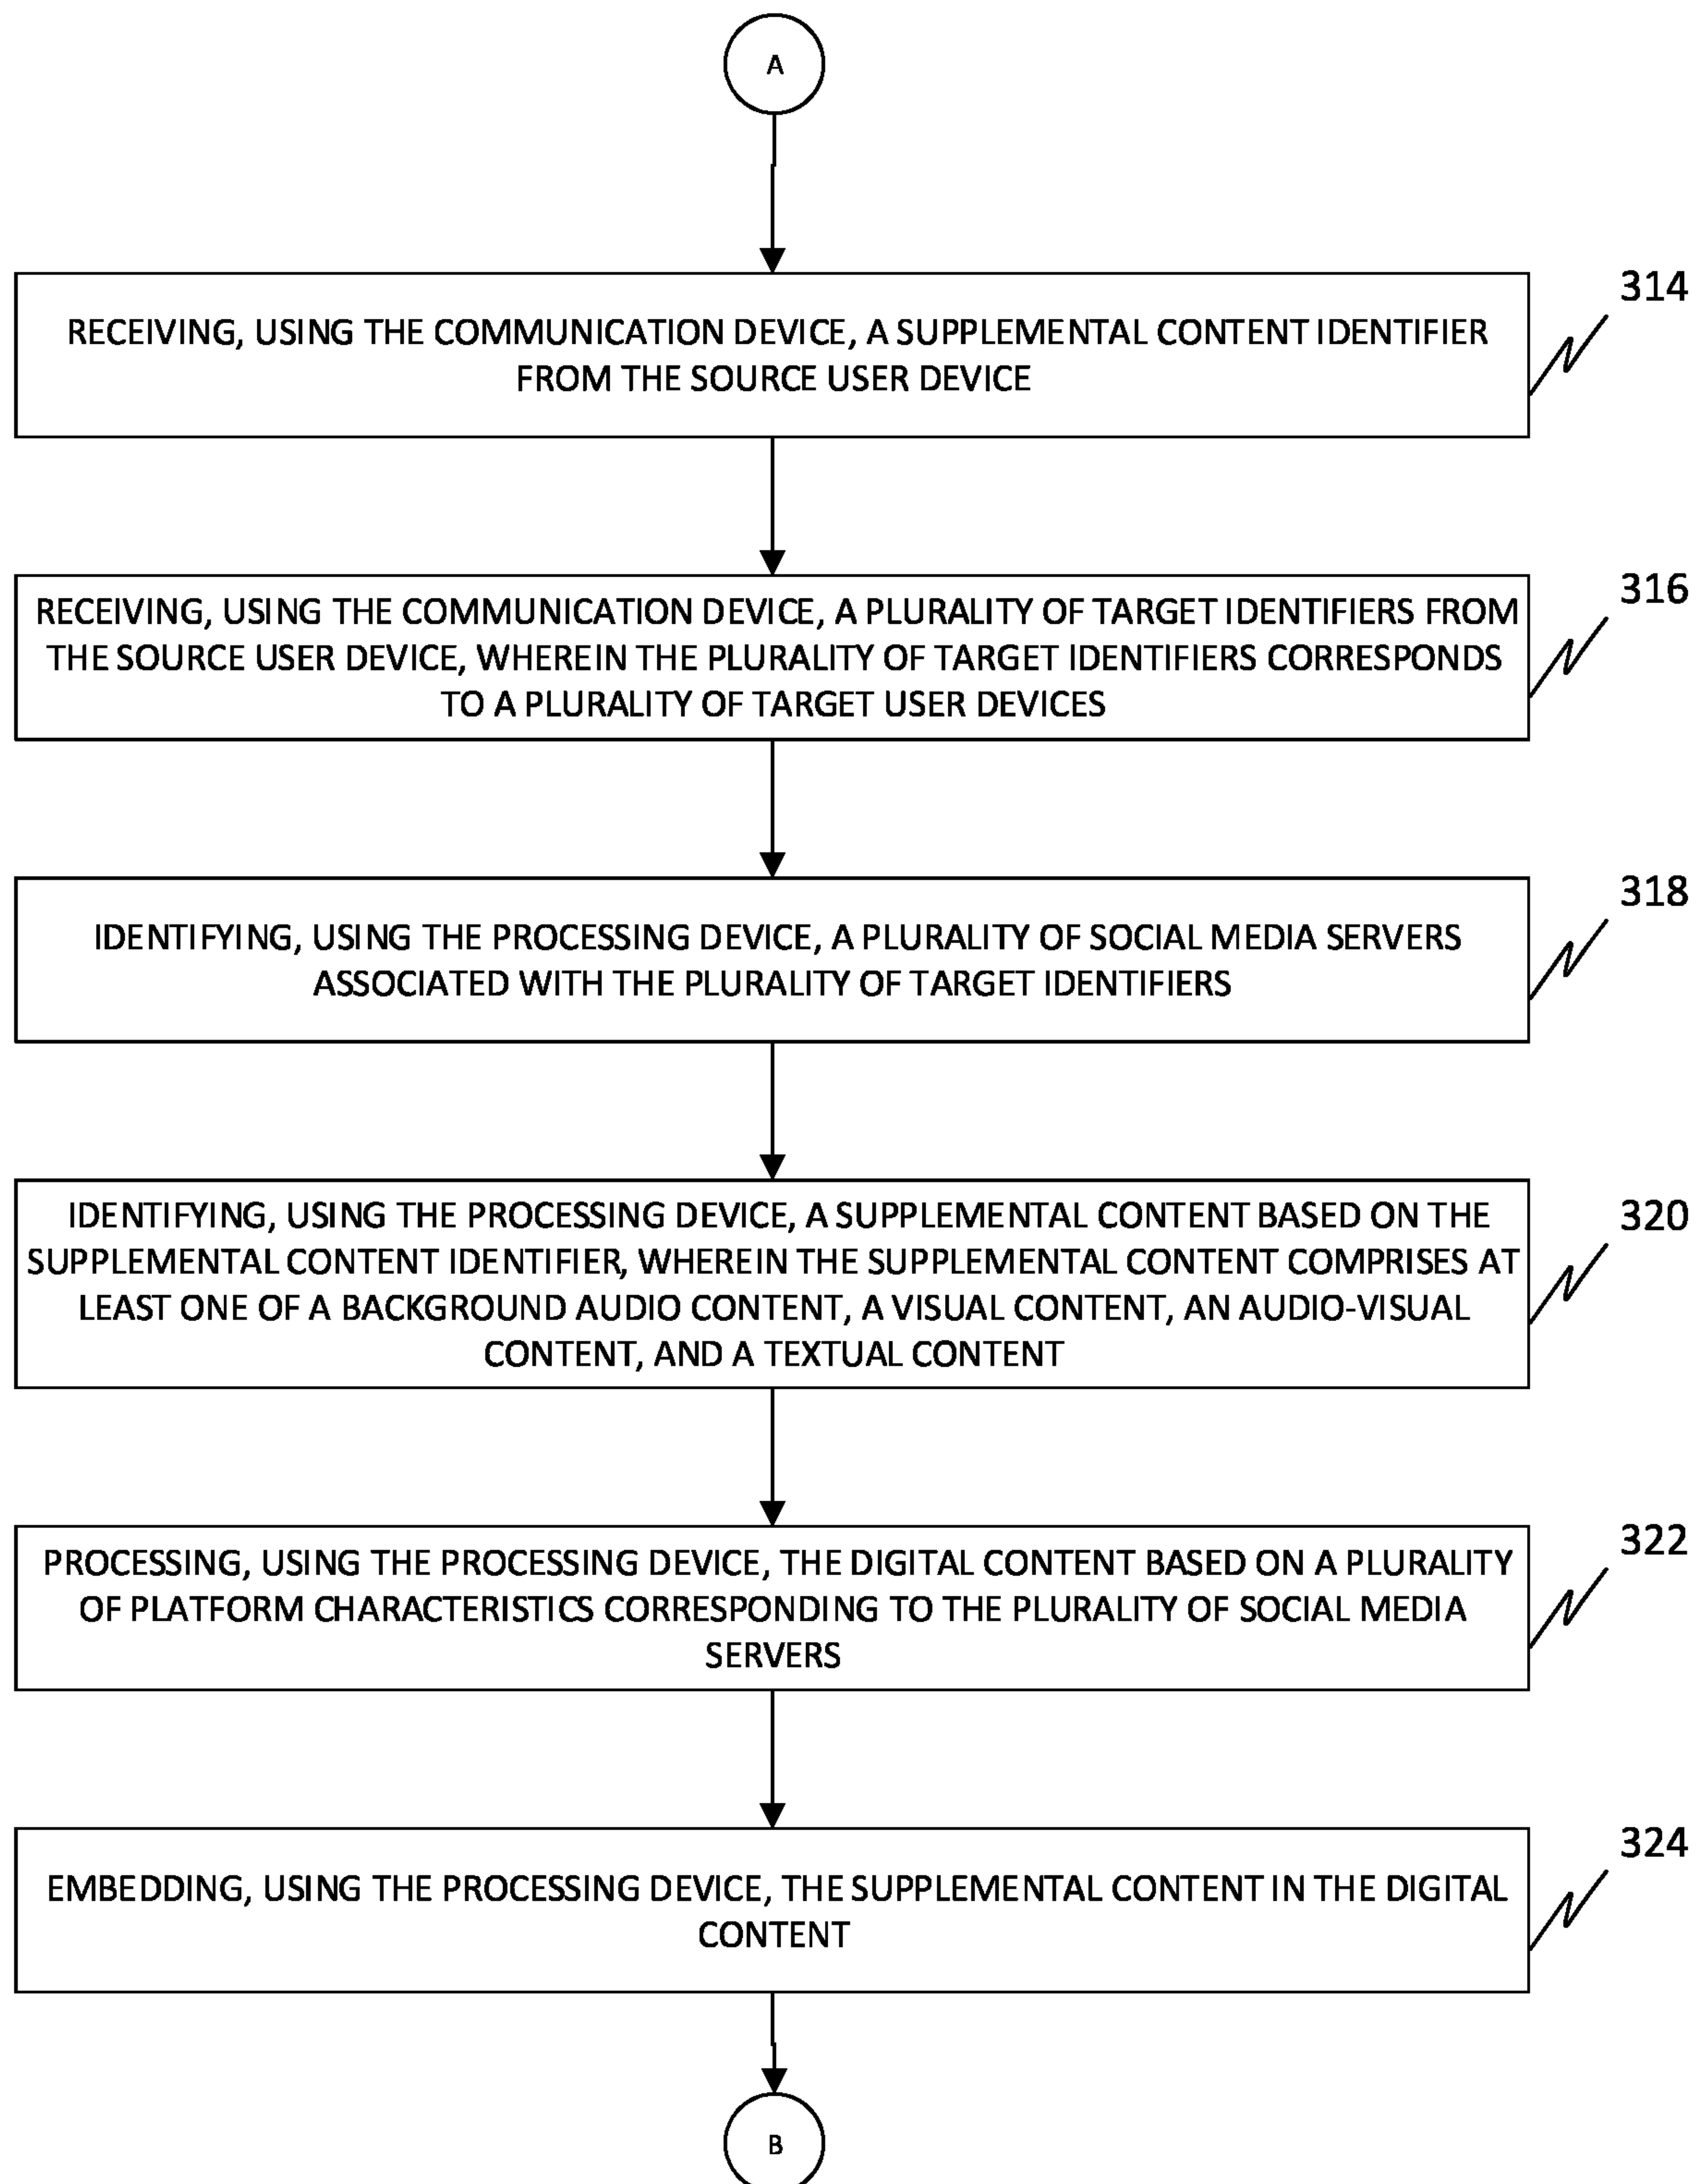 A
314
RECEIVING, USING THE COMMUNICATION DEVICE, A SUPPLEMENTAL CONTENT IDENTIFIER
FROM THE SOURCE USER DEVICE
316
RECEIVING, USING THE COMMUNICATION DEVICE, A PLURALITY OF TARGET IDENTIFIERS FROM
THE SOURCE USER DEVICE, WHEREIN THE PLURALITY OF TARGET IDENTIFIERS CORRESPONDS
TO A PLURALITY OF TARGET USER DEVICES
318
IDENTIFYING, USING THE PROCESSING DEVICE, A PLURALITY OF SOCIAL MEDIA SERVERS
ASSOCIATED WITH THE PLURALITY OF TARGET IDENTIFIERS
320
IDENTIFYING, USING THE PROCESSING DEVICE, A SUPPLEMENTAL CONTENT BASED ON THE
SUPPLEMENTAL CONTENT IDENTIFIER, WHEREIN THE SUPPLEMENTAL CONTENT COMPRISES AT
LEAST ONE OF A BACKGROUND AUDIO CONTENT, A VISUAL CONTENT, AN AUDIO-VISUAL
CONTENT, AND A TEXTUAL CONTENT
322
PROCESSING, USING THE PROCESSING DEVICE, THE DIGITAL CONTENT BASED ON A PLURALITY
OF PLATFORM CHARACTERISTICS CORRESPONDING TO THE PLURALITY OF SOCIAL MEDIA
SERVERS
324
EMBEDDING, USING THE PROCESSING DEVICE, THE SUPPLEMENTAL CONTENT IN THE DIGITAL
CONTENT
B